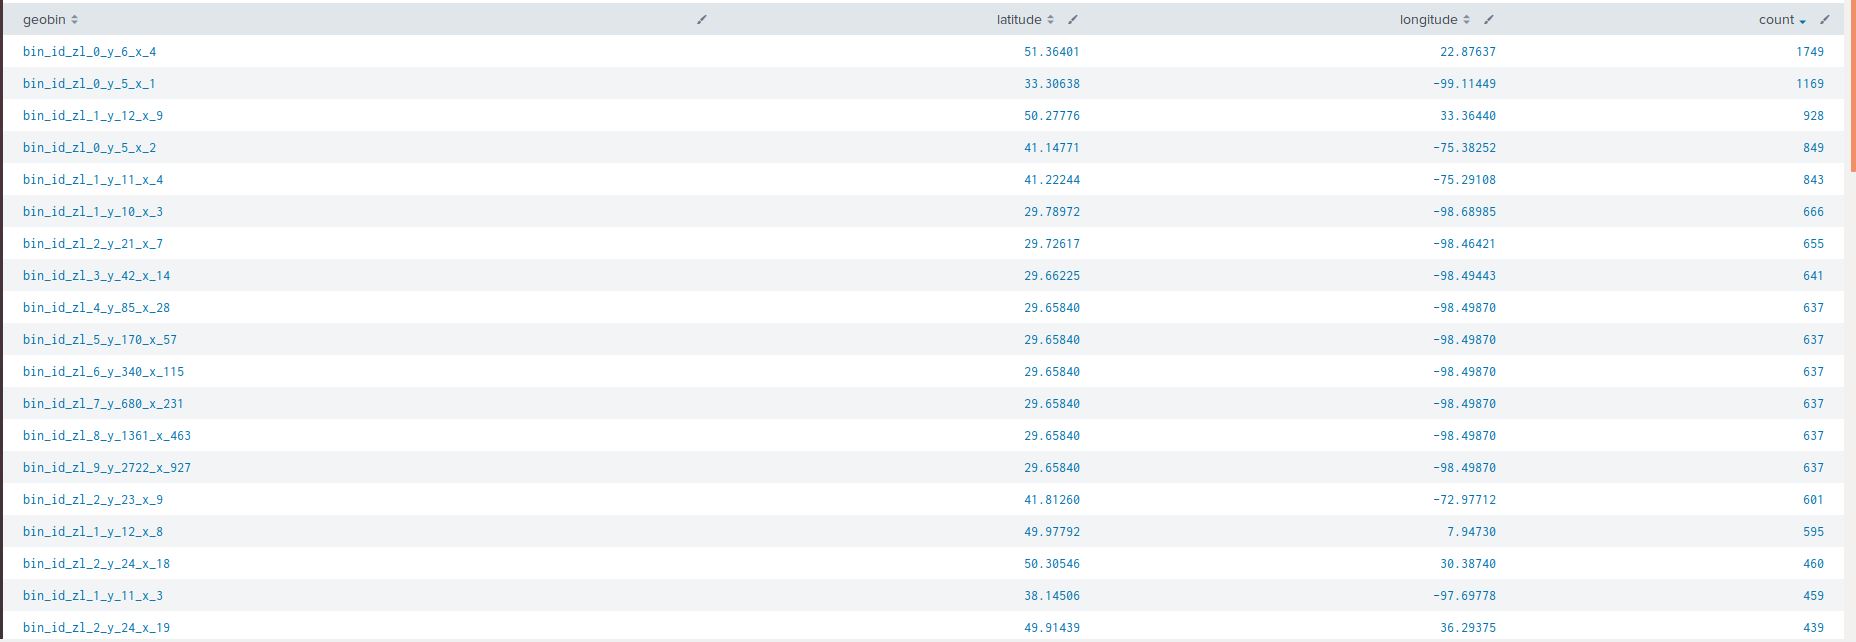 geobin latitude longitude count
bin_id_zl_0_y_6_x_4 51.36401 22.87637 1749
bin_id_zl_0_y_5_x_1 33.30638 -99.11449 1169
bin_id_zl_1_y_12_x_9 50.27776 33.36440 928
bin_id_zl_0_y_5_x_2 41.14771 -75.38252 849
bin_id_zl_1_y_11_x_4 41.22244 -75.29108 843
bin_id_zl_1_y_10_x_3 29.78972 -98.68985 666
bin_id_zl_2_y_21_x_7 29.72617 -98.46421 655
bin_id_zl_3_y_42_x_14 29.66225 -98.49443 641
bin_id_zl_4_y_85_x_28 29.65840 -98.49870 637
bin_id_zl_5_y_170_x_57 29.65840 -98.49870 637
bin_id_zl_6_y_340_x_115 29.65840 -98.49870 637
bin_id_zl_7_y_680_x_231 29.65840 -98.49870 637
bin_id_zl_8_y_1361_x_463 29.65840 -98.49870 637
bin_id_zl_9_y_2722_x_927 29.65840 -98.49870 637
bin_id_zl_2_y_23_x_9 41.81260 -72.97712 601
bin_id_zl_1_y_12_x_8 49.97792 7.94730 595
bin_id_zl_2_y_24_x_18 50.30546 30.38740 460
bin_id_zl_1_y_11_x_3 38.14506 -97.69778 459
bin_id_zl_2_y_24_x_19 49.91439 36.29375 439